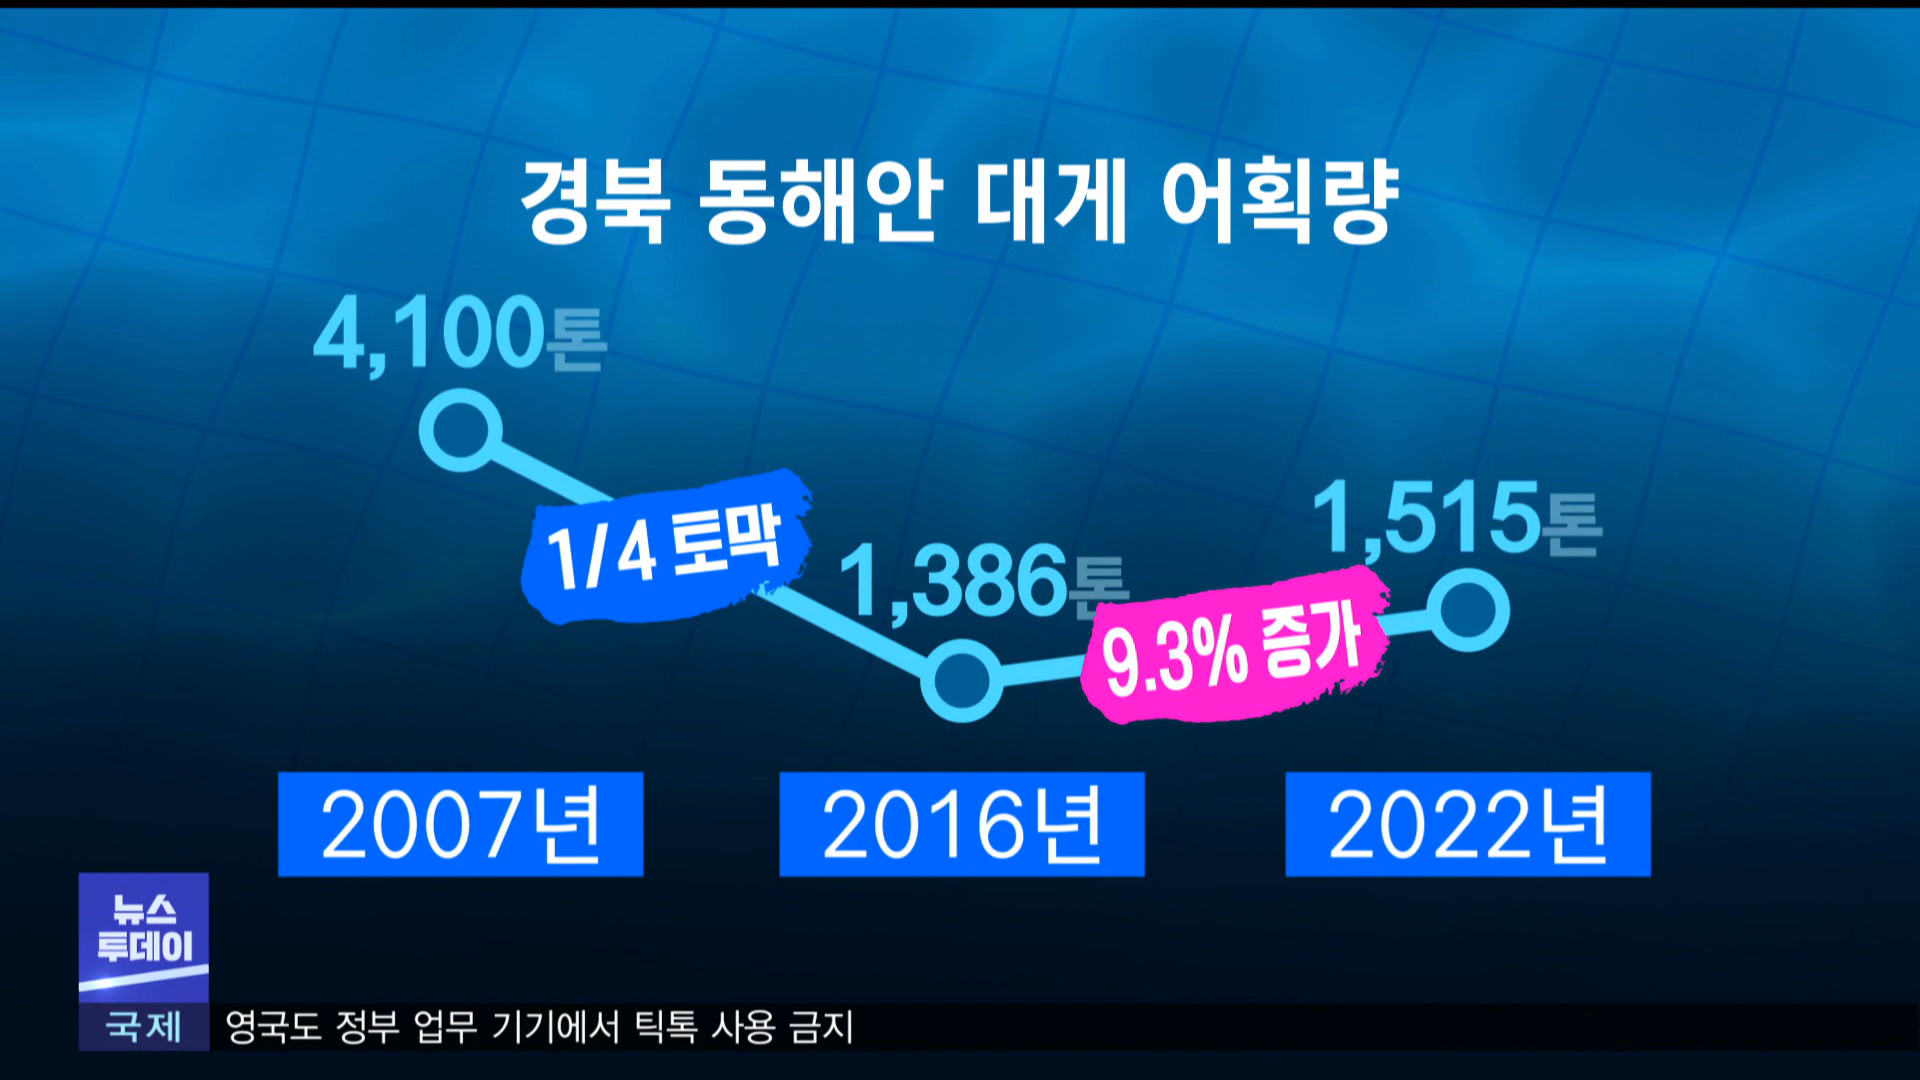 경북 동해안 대게 어획량
4,100톤
1/4 토막
1,386톤
9.3% 증가
1,515톤
2007년
2016년
2022년
뉴스
투데이
국제
영국도 정부 업무 기기에서 틱톡 사용 금지